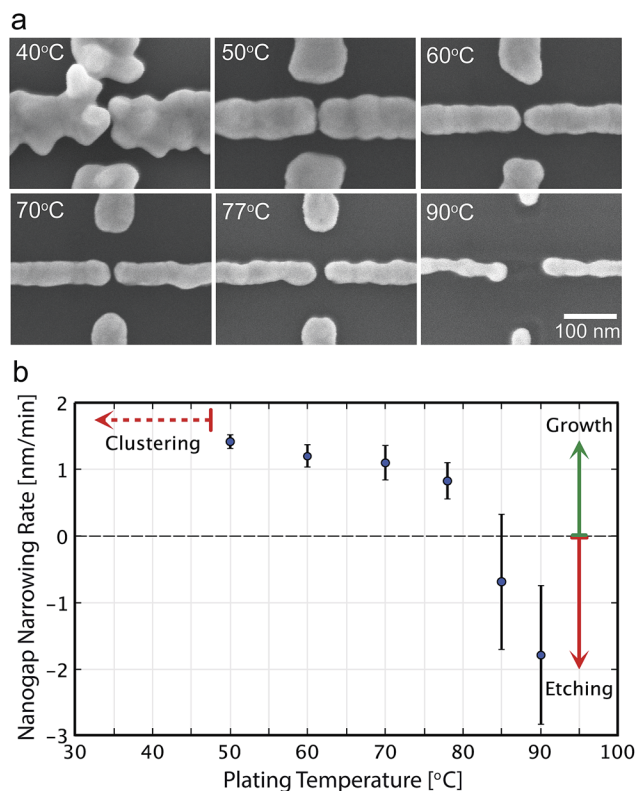 a
40°C
50°C
60°C
70°C
77°C
90°C
100 nm
b
Nanogap Narrowing Rate [nm/min]
2
1
0
−1
−2
−3
Clustering
Growth
Etching
30
40
50
60
70
80
90
100
Plating Temperature [°C]